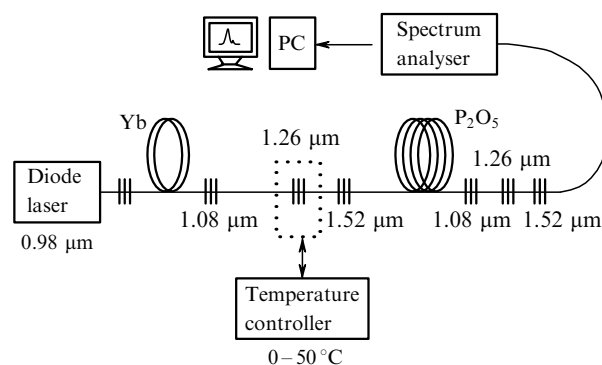 PC
Spectrum
analyser
Yb
P₂O₅
1.26 μm
1.26 μm
Diode
laser
0.98 μm
1.08 μm
1.52 μm
1.08 μm
1.52 μm
Temperature
controller
0–50 °C